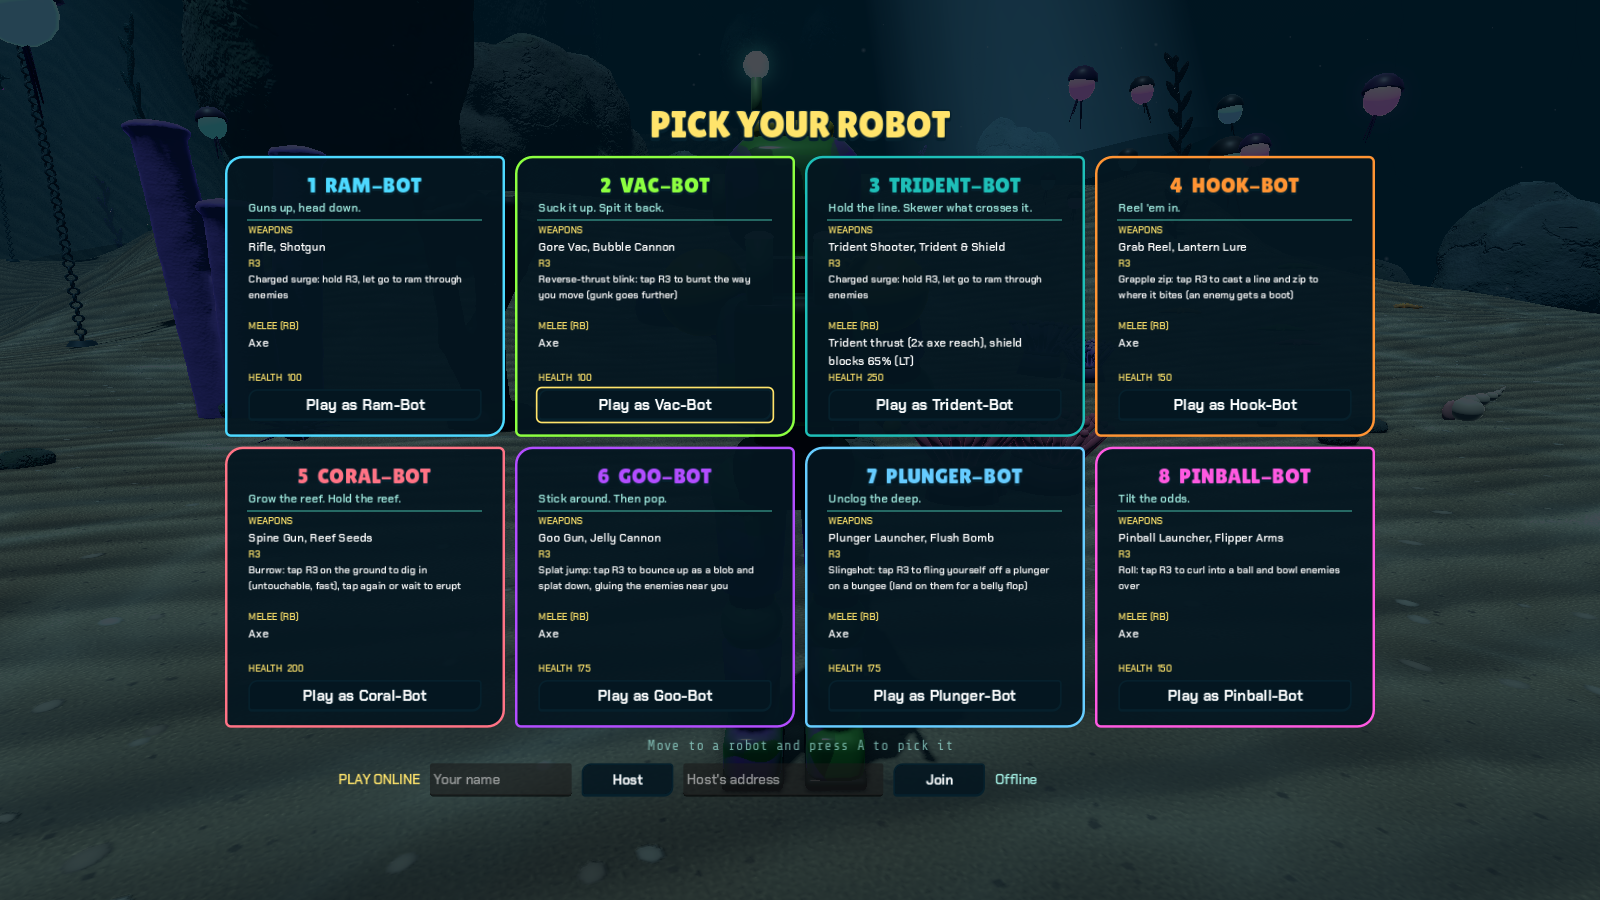 PICK YOUR ROBOT
1 RAM-BOT
Guns up, head down.
WEAPONS
Rifle, Shotgun
R3
Charged surge: hold R3, let go to ram through
enemies
MELEE (RB)
Axe
HEALTH 100
Play as Ram-Bot
2 VAC-BOT
Suck it up. Spit it back.
WEAPONS
Gore Vac, Bubble Cannon
R3
Reverse-thrust blink: tap R3 to burst the way
you move (gunk goes further)
MELEE (RB)
Axe
HEALTH 100
Play as Vac-Bot
3 TRIDENT-BOT
Hold the line. Skewer what crosses it.
WEAPONS
Trident Shooter, Trident & Shield
R3
Charged surge: hold R3, let go to ram through
enemies
MELEE (RB)
Trident thrust (2x axe reach), shield
blocks 65% (LT)
HEALTH 250
Play as Trident-Bot
4 HOOK-BOT
Reel 'em in.
WEAPONS
Grab Reel, Lantern Lure
R3
Grapple zip: tap R3 to cast a line and zip to
where it bites (an enemy gets a boot)
MELEE (RB)
Axe
HEALTH 150
Play as Hook-Bot
5 CORAL-BOT
Grow the reef. Hold the reef.
WEAPONS
Spine Gun, Reef Seeds
R3
Burrow: tap R3 on the ground to dig in
(untouchable, fast), tap again or wait to erupt
MELEE (RB)
Axe
HEALTH 200
Play as Coral-Bot
6 GOO-BOT
Stick around. Then pop.
WEAPONS
Goo Gun, Jelly Cannon
R3
Splat jump: tap R3 to bounce up as a blob and
splat down, gluing the enemies near you
MELEE (RB)
Axe
HEALTH 175
Play as Goo-Bot
7 PLUNGER-BOT
Unclog the deep.
WEAPONS
Plunger Launcher, Flush Bomb
R3
Slingshot: tap R3 to fling yourself off a plunger
on a bungee (land on them for a belly flop)
MELEE (RB)
Axe
HEALTH 175
Play as Plunger-Bot
8 PINBALL-BOT
Tilt the odds.
WEAPONS
Pinball Launcher, Flipper Arms
R3
Roll: tap R3 to curl into a ball and bowl enemies
over
MELEE (RB)
Axe
HEALTH 150
Play as Pinball-Bot
Move to a robot and press A to pick it
PLAY ONLINE Your name Host Host's address Join Offline